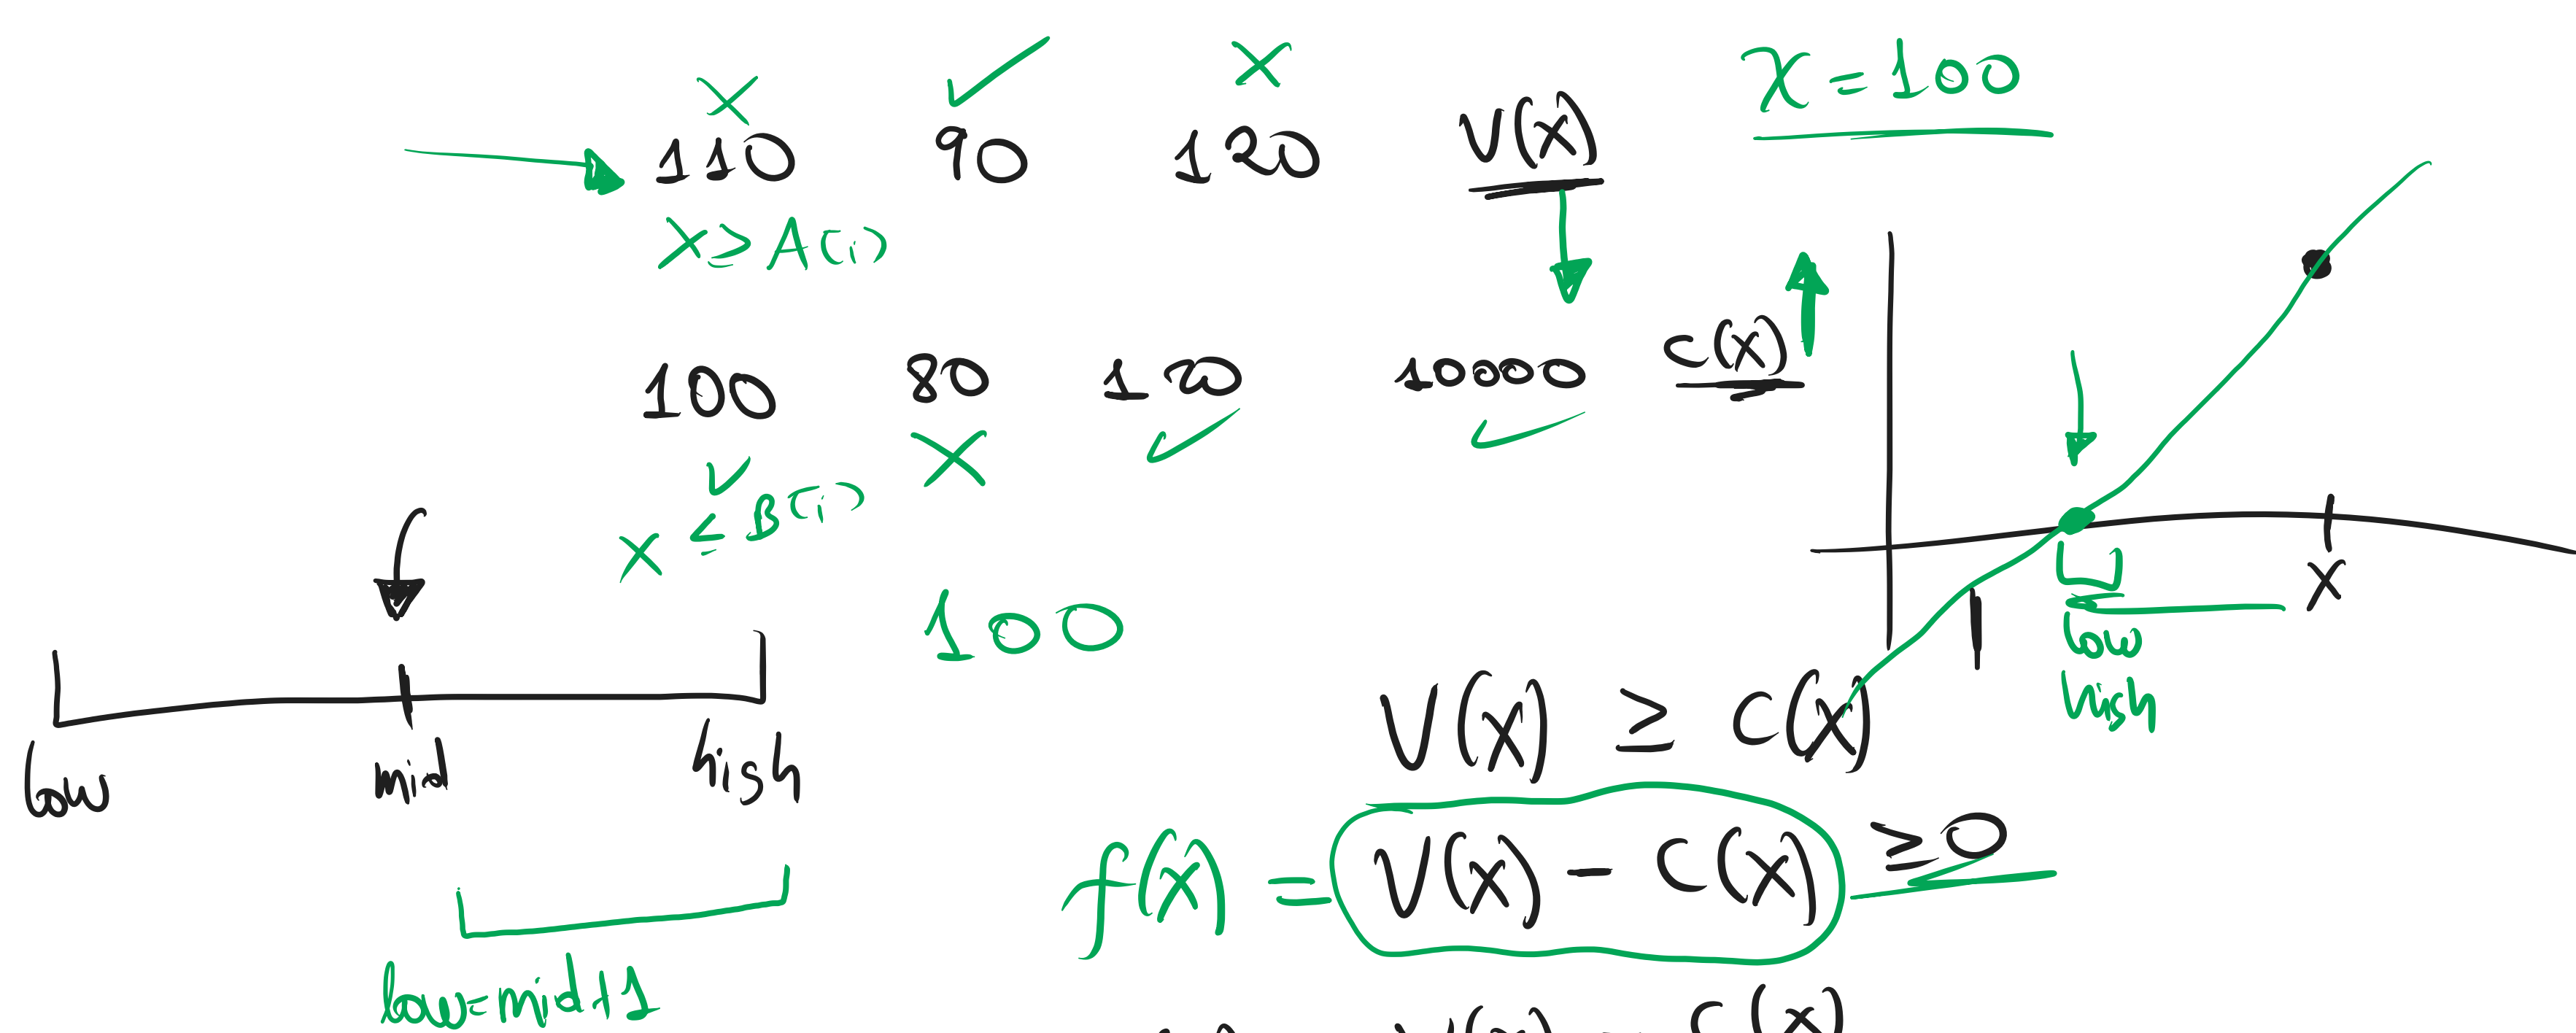 X = 100
110 90 120 V(x)
X ≥ A(i)
100 80 120 10000 C(x)
X ≤ B(i)
X
100
low
high
low mid high
V(x) ≥ C(x)
f(x) = V(x) - C(x) ≥ 0
low=mid+1
C(x)